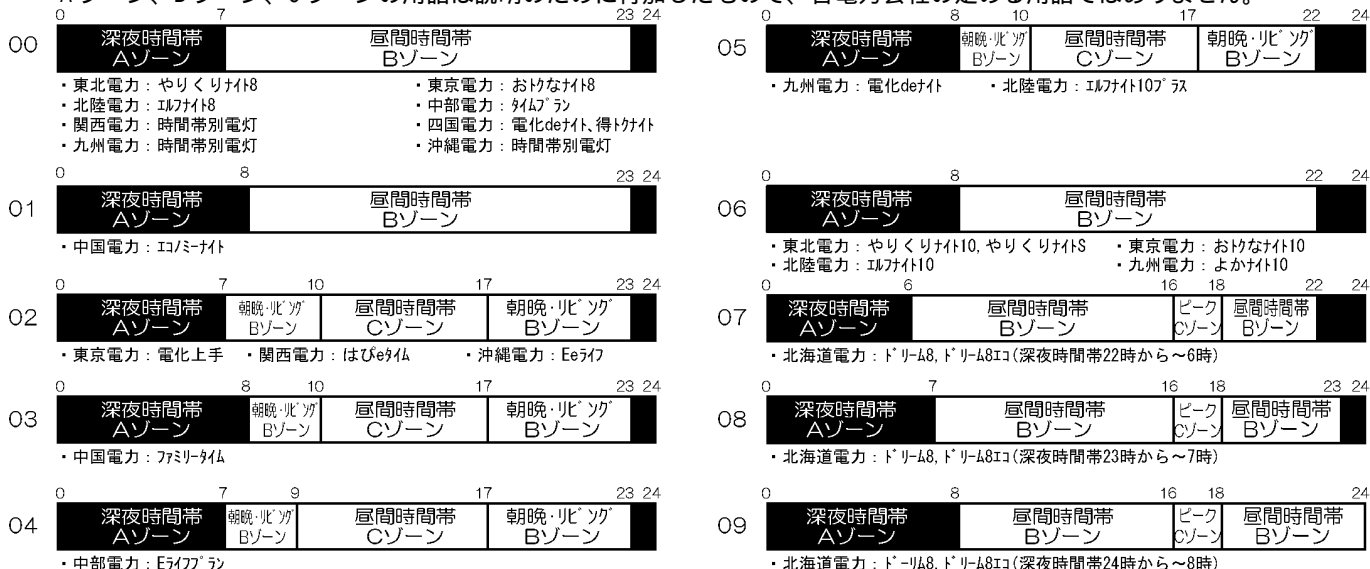 Aゾーン、Bゾーン、Cゾーンの用語は説明のために付加したもので、各電力会社の定める用語ではありません。
0 7 23 24
00 深夜時間帯 昼間時間帯
Aゾーン Bゾーン
・東北電力：やりくりﾅｲﾄ8 ・東京電力：おﾄｸなﾅｲﾄ8
・北陸電力：ｴﾙﾌﾅｲﾄ8 ・中部電力：ﾀｲﾑﾌﾟﾗﾝ
・関西電力：時間帯別電灯 ・四国電力：電化deﾅｲﾄ、得ﾄｸﾅｲﾄ
・九州電力：時間帯別電灯 ・沖縄電力：時間帯別電灯
0 8 23 24
01 深夜時間帯 昼間時間帯
Aゾーン Bゾーン
・中国電力：ｴｺﾉﾐｰﾅｲﾄ
0 7 10 17 23 24
02 深夜時間帯 朝晩・ﾘﾋﾞﾝｸﾞ 昼間時間帯 朝晩・ﾘﾋﾞﾝｸﾞ
Aゾーン Bゾーン Cゾーン Bゾーン
・東京電力：電化上手 ・関西電力：はぴeﾀｲﾑ ・沖縄電力：Eeﾗｲﾌ
0 8 10 17 23 24
03 深夜時間帯 朝晩・ﾘﾋﾞﾝｸﾞ 昼間時間帯 朝晩・ﾘﾋﾞﾝｸﾞ
Aゾーン Bゾーン Cゾーン Bゾーン
・中国電力：ﾌｧﾐﾘｰﾀｲﾑ
0 7 9 17 23 24
04 深夜時間帯 朝晩・ﾘﾋﾞﾝｸﾞ 昼間時間帯 朝晩・ﾘﾋﾞﾝｸﾞ
Aゾーン Bゾーン Cゾーン Bゾーン
・中部電力：Eﾗｲﾌﾌﾟﾗﾝ
0 8 10 17 22 24
05 深夜時間帯 朝晩・ﾘﾋﾞﾝｸﾞ 昼間時間帯 朝晩・ﾘﾋﾞﾝｸﾞ
Aゾーン Bゾーン Cゾーン Bゾーン
・九州電力：電化deﾅｲﾄ ・北陸電力：ｴﾙﾌﾅｲﾄ10ﾌﾟﾗｽ
0 8 22 24
06 深夜時間帯 昼間時間帯
Aゾーン Bゾーン
・東北電力：やりくりﾅｲﾄ10,やりくりﾅｲﾄS ・東京電力：おﾄｸなﾅｲﾄ10
・北陸電力：ｴﾙﾌﾅｲﾄ10 ・九州電力：よかﾅｲﾄ10
0 6 16 18 22 24
07 深夜時間帯 昼間時間帯 ピーク 昼間時間帯
Aゾーン Bゾーン Cゾーン Bゾーン
・北海道電力：ﾄﾞﾘｰﾑ8,ﾄﾞﾘｰﾑ8ｴｺ(深夜時間帯22時から～6時)
0 7 16 18 23 24
08 深夜時間帯 昼間時間帯 ピーク 昼間時間帯
Aゾーン Bゾーン Cゾーン Bゾーン
・北海道電力：ﾄﾞﾘｰﾑ8,ﾄﾞﾘｰﾑ8ｴｺ(深夜時間帯23時から～7時)
0 8 16 18 24
09 深夜時間帯 昼間時間帯 ピーク 昼間時間帯
Aゾーン Bゾーン Cゾーン Bゾーン
・北海道電力：ﾄﾞｰﾘﾑ8,ﾄﾞﾘｰﾑ8ｴｺ(深夜時間帯24時から～8時)